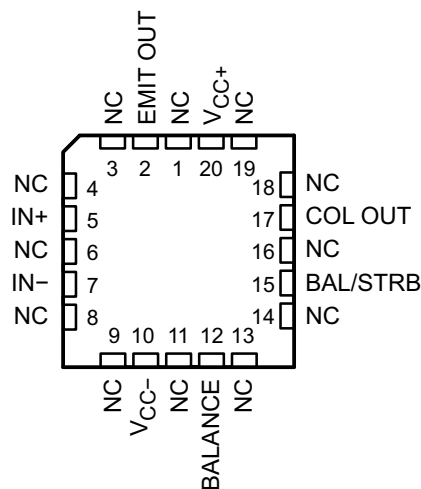 NC
EMIT OUT
NC
VCC+
NC
3 2 1 20 19
NC 4
IN+ 5
NC 6
IN− 7
NC 8
18 NC
17 COL OUT
16 NC
15 BAL/STRB
14 NC
9 10 11 12 13
NC
VCC−
NC
BALANCE
NC